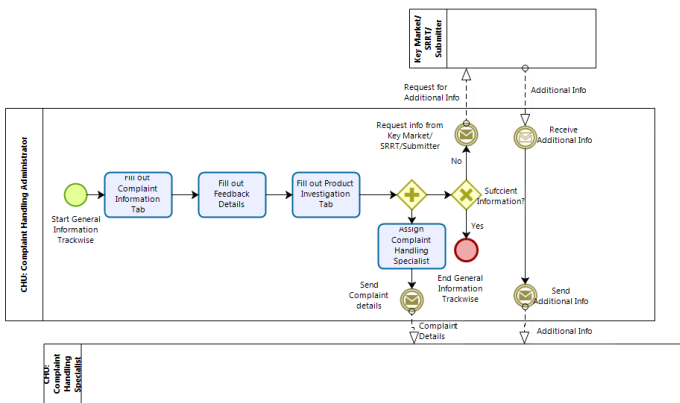 Key Market/
SRRT/
Submitter
Request for
Additional Info
Additional Info
CHU: Complaint Handling Administrator
Request info from
Key Market/
SRRT/Submitter
Receive
Additional Info
No
Fill out
Complaint
Information
Tab
Fill out
Feedback
Details
Fill out Product
Investigation
Tab
Sufccient
Information?
Start General
Information
Trackwise
Yes
Assign
Complaint
Handling
Specialist
End General
Information
Trackwise
Send
Complaint
details
Send
Additional Info
Complaint
Details
Additional Info
CHU:
Complaint
Handling
Specialist